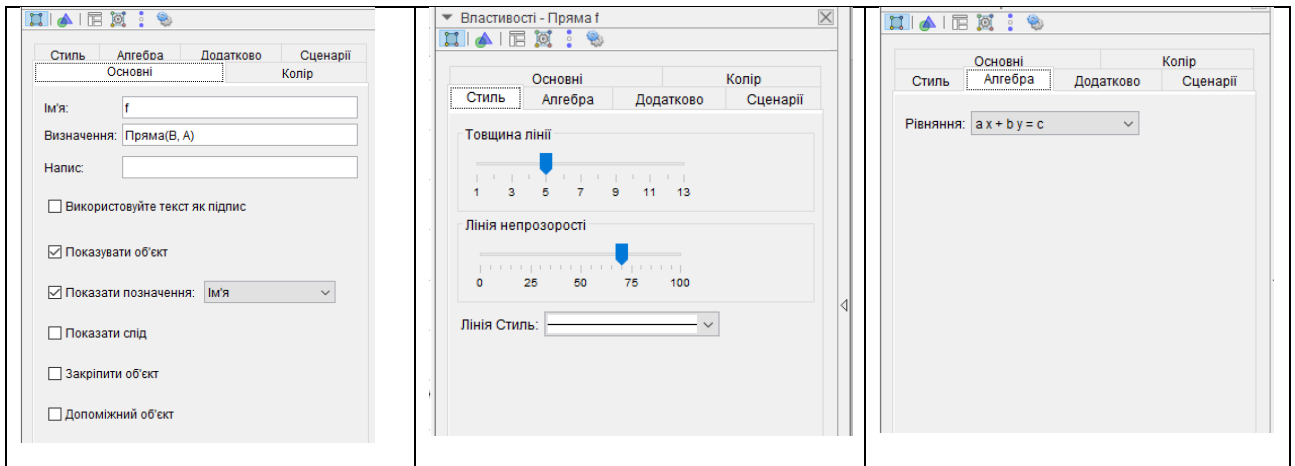 Стиль Алгебра Додатково Сценарії
Основні Колір
Ім'я: f
Визначення: Пряма(B, A)
Напис:
Використовуйте текст як підпис
Показувати об'єкт
Показати позначення: Ім'я
Показати слід
Закріпити об'єкт
Допоміжний об'єкт
Властивості - Пряма f
Основні Колір
Стиль Алгебра Додатково Сценарії
Товщина лінії
1 3 5 7 9 11 13
Лінія непрозорості
0 25 50 75 100
Лінія Стиль:
Основні Колір
Стиль Алгебра Додатково Сценарії
Рівняння: a x + b y = c